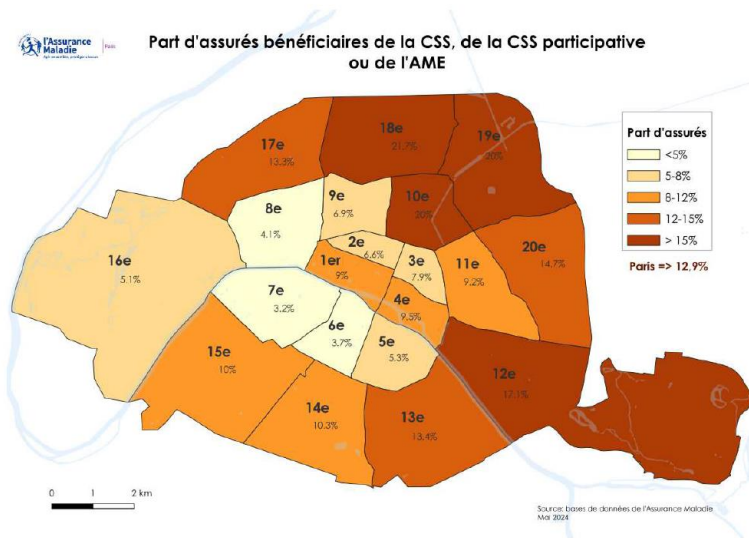 l'Assurance
Maladie
Paris
Part d'assurés bénéficiaires de la CSS, de la CSS participative
ou de l'AME
Part d'assurés
<5%
5-8%
8-12%
12-15%
> 15%
Paris => 12,9%
17e
13.3%
18e
21.7%
19e
20%
8e
4.1%
9e
6.9%
10e
20%
16e
5.1%
2e
6.6%
1er
9%
3e
7.9%
11e
9.2%
20e
14.7%
7e
3.2%
4e
9.5%
6e
3.7%
5e
5.3%
15e
10%
14e
10.3%
13e
13.4%
12e
17.1%
0 1 2 km
Source: bases de données de l'Assurance Maladie
Mai 2024